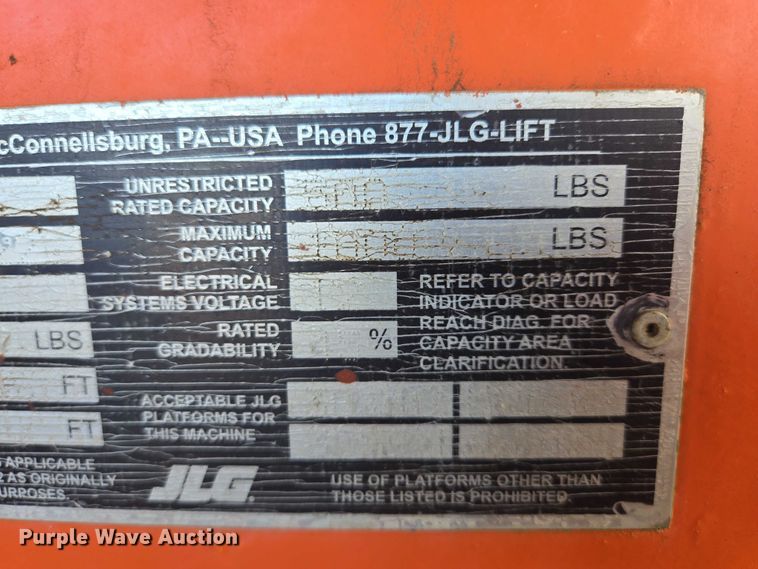 cConnellsburg, PA--USA Phone 877-JLG-LIFT
UNRESTRICTED
RATED CAPACITY
LBS
MAXIMUM
CAPACITY
LBS
ELECTRICAL
SYSTEMS VOLTAGE
REFER TO CAPACITY
INDICATOR OR LOAD
REACH DIAG. FOR
CAPACITY AREA
CLARIFICATION.
LBS
RATED
GRADABILITY
%
FT
FT
ACCEPTABLE JLG
PLATFORMS FOR
THIS MACHINE
APPLICABLE
2 AS ORIGINALLY
URPOSES.
JLG
USE OF PLATFORMS OTHER THAN
THOSE LISTED IS PROHIBITED.
Purple Wave Auction